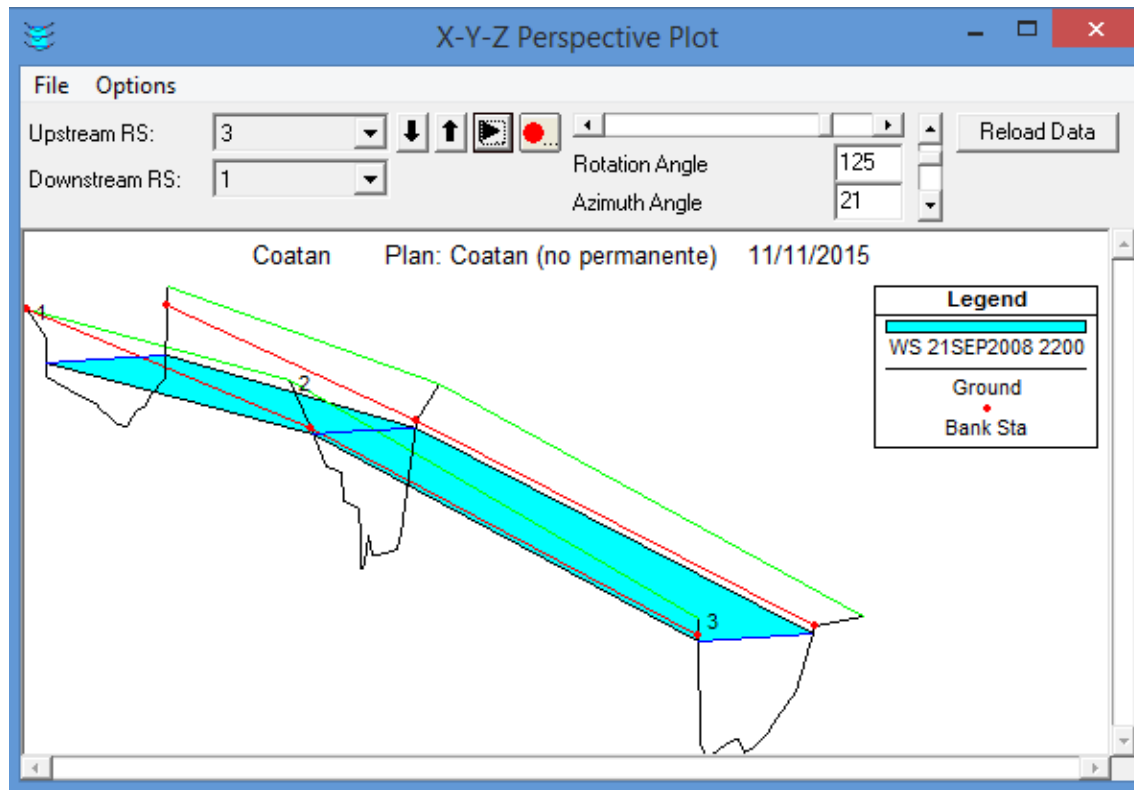 X-Y-Z Perspective Plot
File Options
Upstream RS: 3
Downstream RS: 1
...
Rotation Angle 125
Azimuth Angle 21
Reload Data
Coatan Plan: Coatan (no permanente) 11/11/2015
Legend
WS 21SEP2008 2200
Ground
Bank Sta
1
2
3